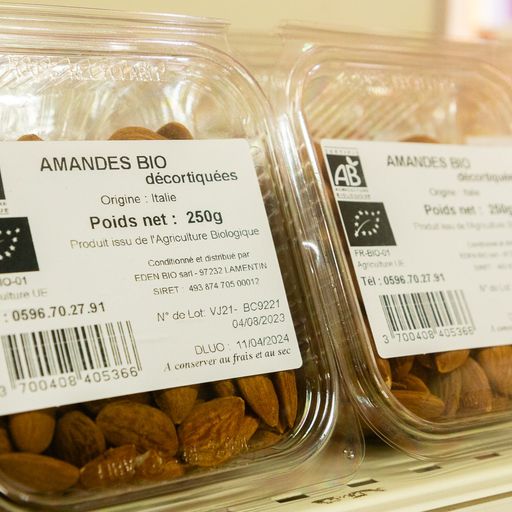 AMANDES BIO
décortiquées
Origine : Italie
Poids net : 250g
Produit issu de l'Agriculture Biologique
Conditionné et distribué par
EDEN BIO sarl - 97232 LAMENTIN
SIRET : 493 874 705 00012
: 0596.70.27.91
N° de Lot: VJ21- BC9221
04/08/2023
DLUO : 11/04/2024
A conserver au frais et au sec
3 700408 405366
AMANDES BIO
décortiquées
Origine : Italie
Poids net : 250g
Produit issu de l'Agriculture
AB
FR-BIO-01
Agriculture UE
Tél : 0596.70.27.91
3 700408 405366